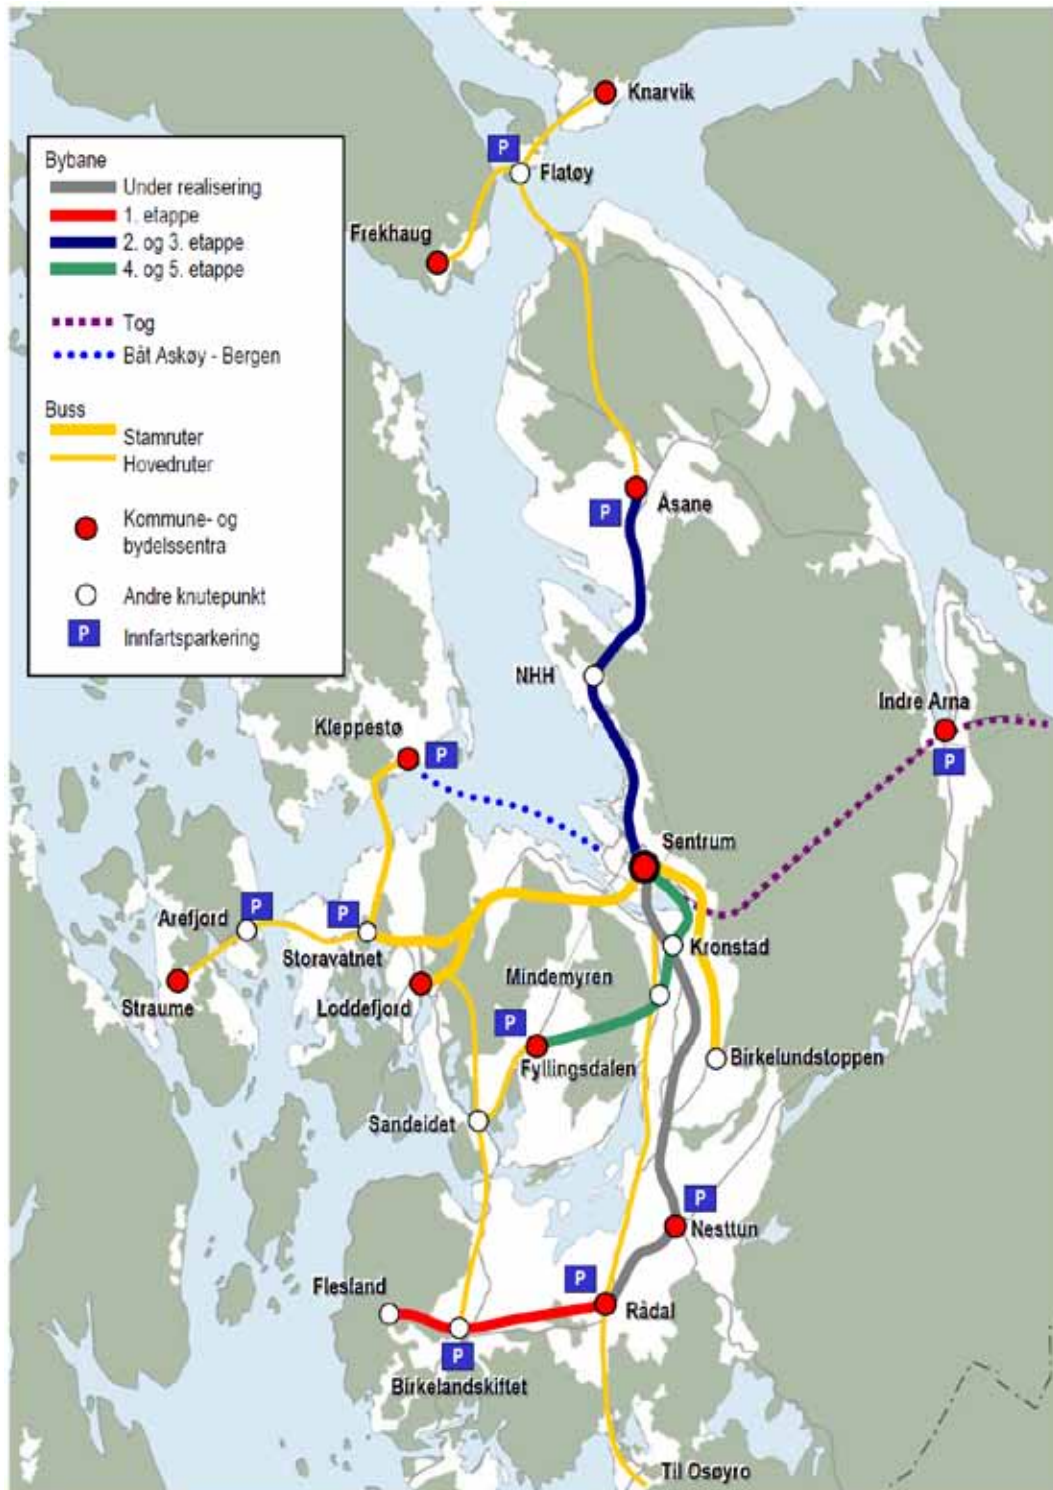 Knarvik
P
Flatøy
Frekhaug
Bybane
Under realisering
1. etappe
2. og 3. etappe
4. og 5. etappe
Tog
Båt Askøy - Bergen
Buss
Stamruter
Hovedruter
Kommune- og
bydelssentra
Andre knutepunkt
P
Innfartsparkering
Åsane
P
NHH
Indre Arna
P
Kleppestø
P
Sentrum
Arefjord
P
P
Storavatnet
Kronstad
Straume
Loddefjord
Mindemyren
P
Fyllingsdalen
Birkelundstoppen
Sandeidet
P
Nesttun
Flesland
P
Rådal
P
Birkelandskiftet
Til Osøyro